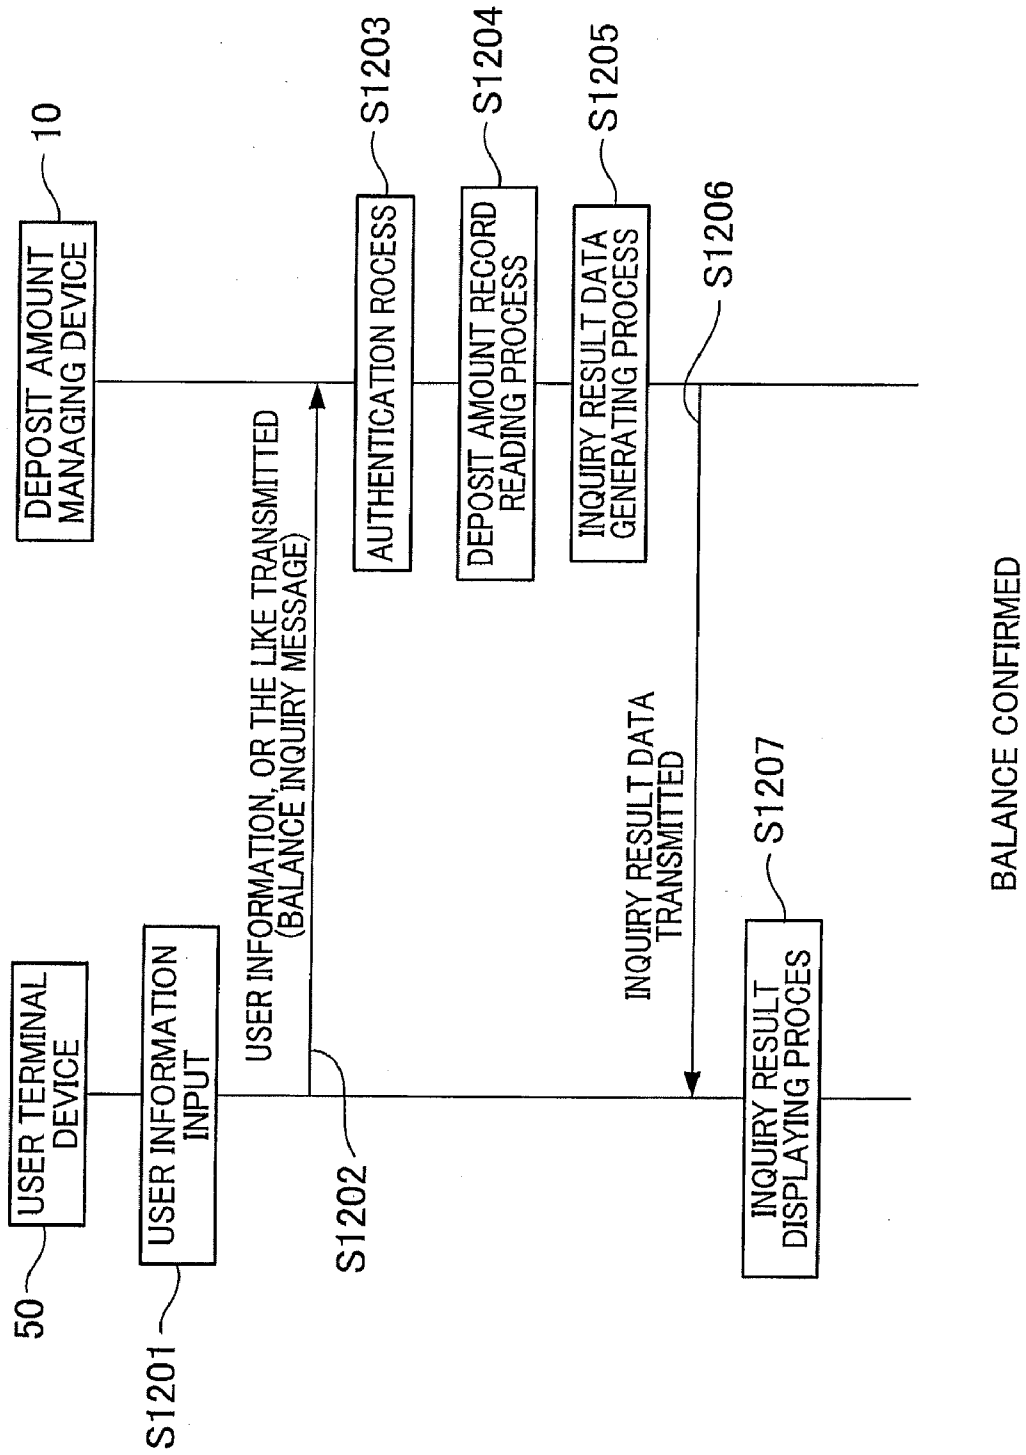 USER TERMINAL
DEVICE
50
DEPOSIT AMOUNT
MANAGING DEVICE
10
USER INFORMATION
INPUT
S1201
USER INFORMATION, OR THE LIKE TRANSMITTED
(BALANCE INQUIRY MESSAGE)
S1202
AUTHENTICATION ROCESS
S1203
DEPOSIT AMOUNT RECORD
READING PROCESS
S1204
INQUIRY RESULT DATA
GENERATING PROCESS
S1205
INQUIRY RESULT DATA
TRANSMITTED
S1206
INQUIRY RESULT
DISPLAYING PROCES
S1207
BALANCE CONFIRMED